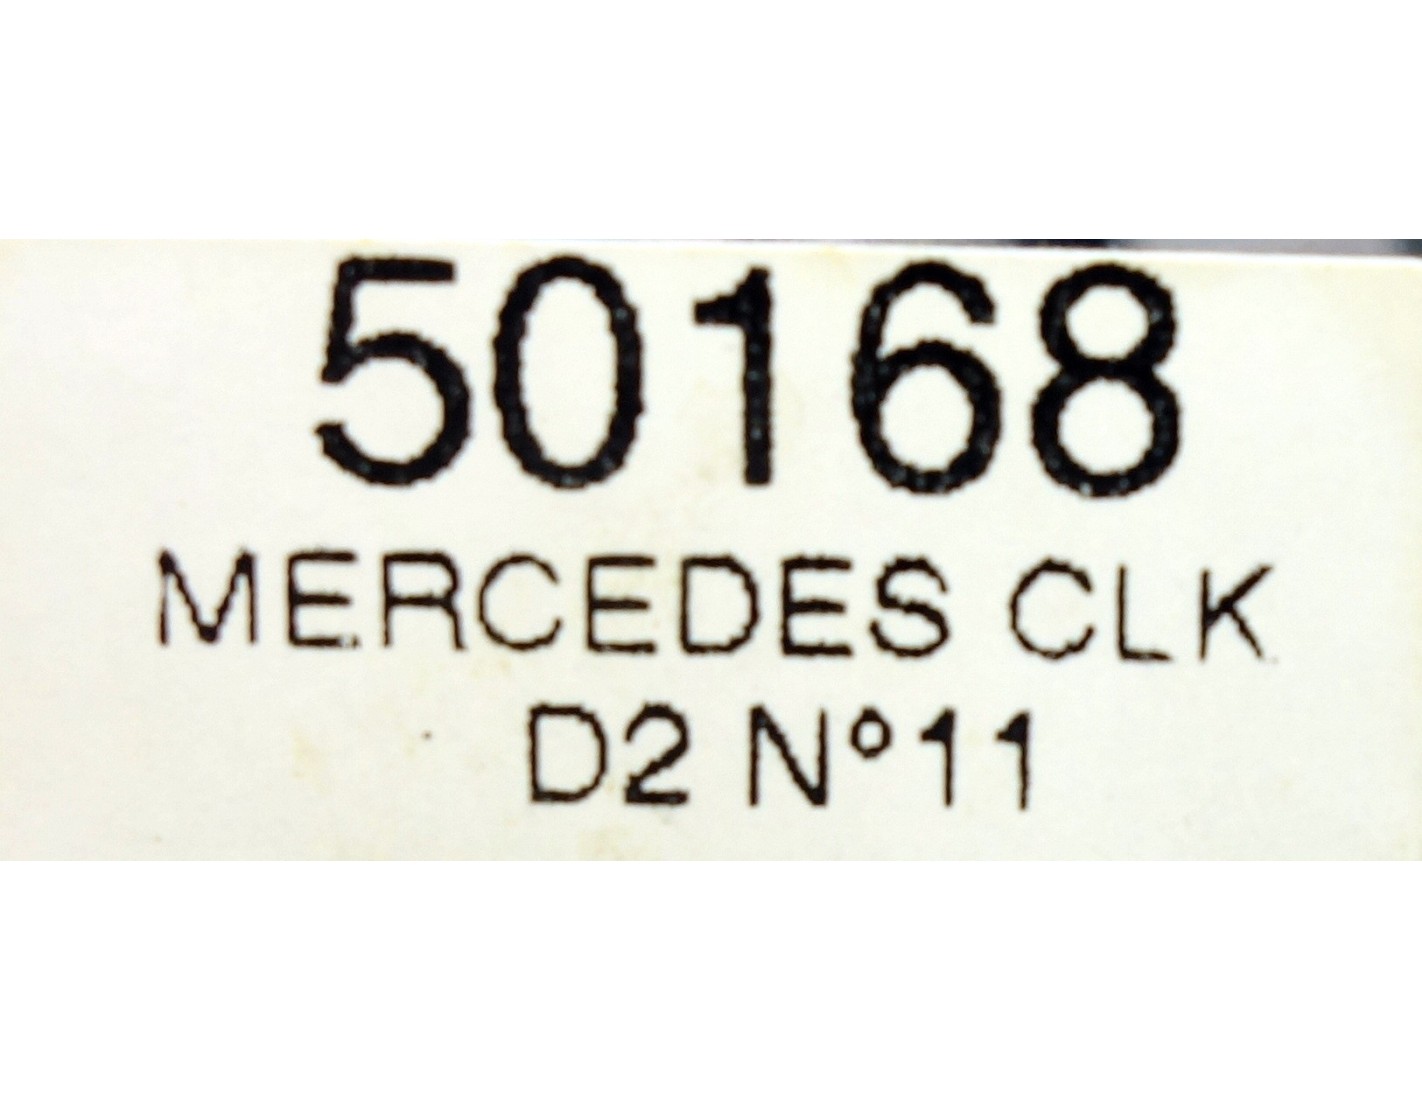 50168
MERCEDES CLK
D2 N°11